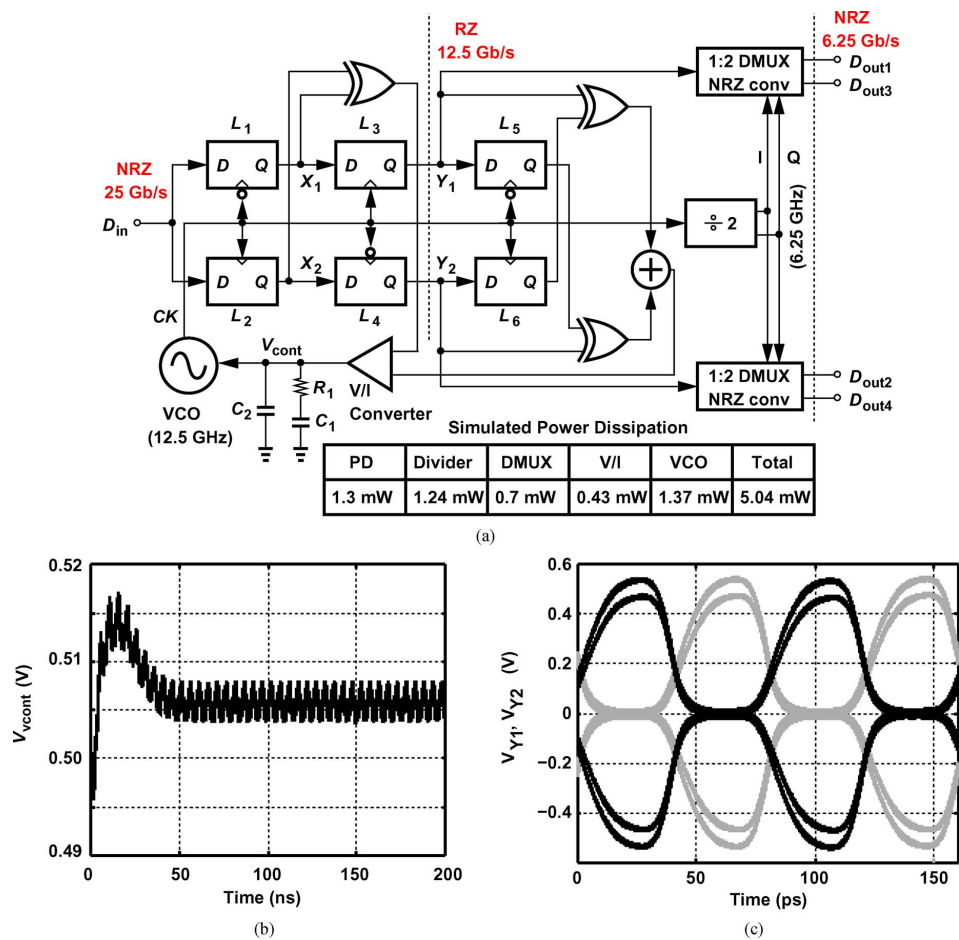 RZ
12.5 Gb/s
NRZ
6.25 Gb/s
1:2 DMUX
NRZ conv
Dout1
Dout3
L1
L3
L5
D Q
D Q
D Q
NRZ
25 Gb/s
X1
Y1
I Q
Din
÷ 2
(6.25 GHz)
X2
Y2
D Q
D Q
D Q
+
CK
L2
L4
L6
Vcont
R1
V/I
Converter
1:2 DMUX
NRZ conv
Dout2
Dout4
VCO
(12.5 GHz)
C2
C1
Simulated Power Dissipation
PD Divider DMUX V/I VCO Total
1.3 mW 1.24 mW 0.7 mW 0.43 mW 1.37 mW 5.04 mW
(a)
0.52
0.51
0.50
0.49
Vvcont (V)
0 50 100 150 200
Time (ns)
(b)
0.6
0.4
0.2
0
−0.2
−0.4
VY1, VY2 (V)
0 50 100 150
Time (ps)
(c)